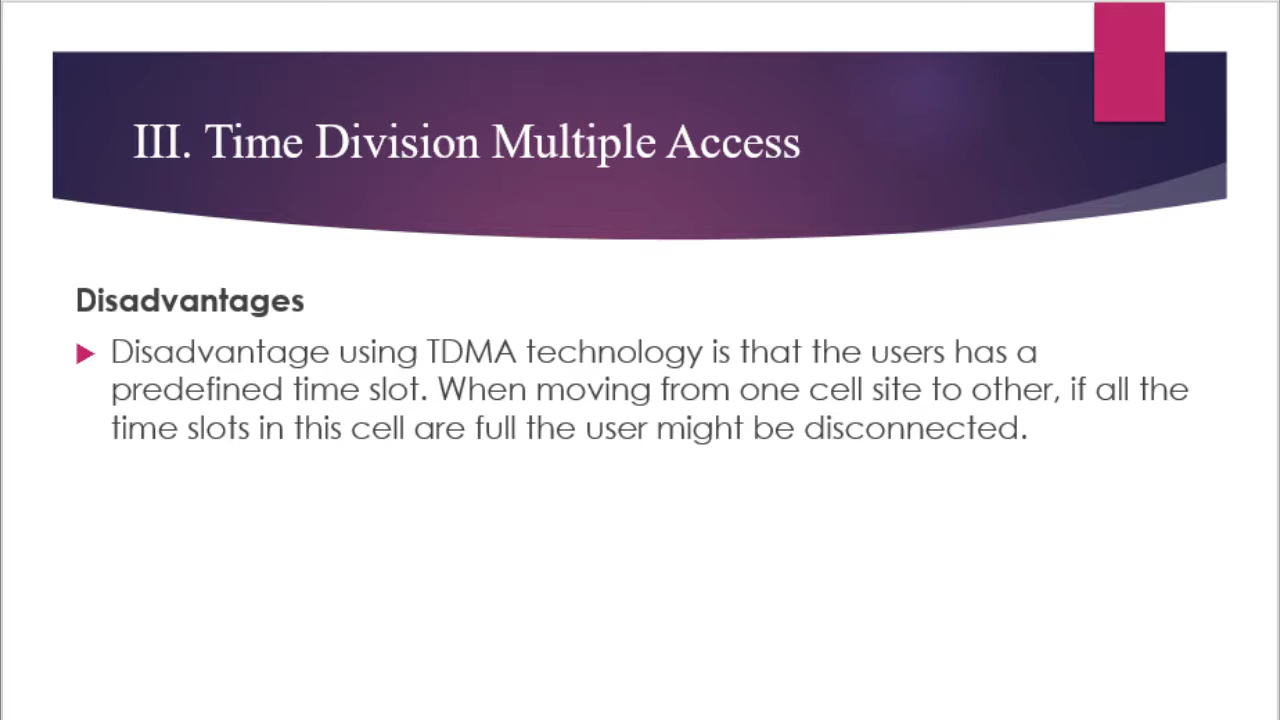 III. Time Division Multiple Access
Disadvantages
Disadvantage using TDMA technology is that the users has a
predefined time slot. When moving from one cell site to other, if all the
time slots in this cell are full the user might be disconnected.